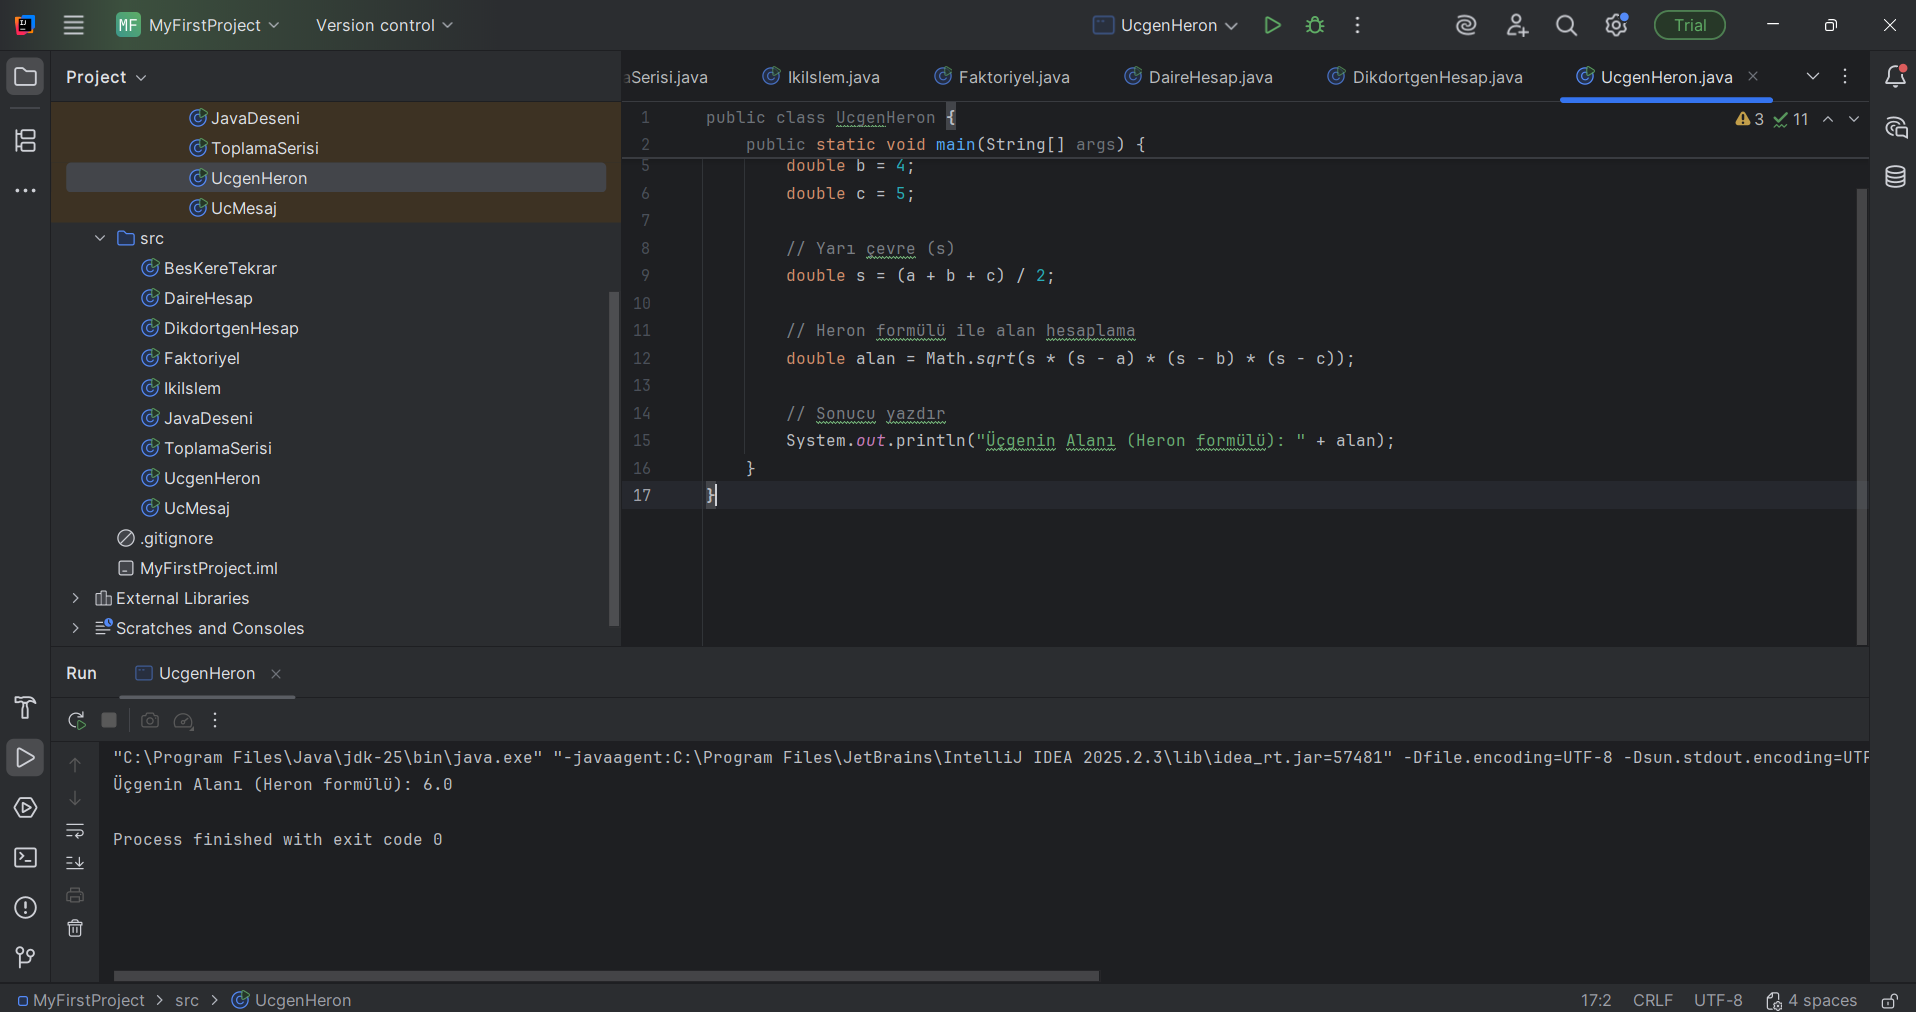 MF MyFirstProject Version control UcgenHeron Trial
Project
JavaDeseni
ToplamaSerisi
UcgenHeron
UcMesaj
src
BesKereTekrar
DaireHesap
DikdortgenHesap
Faktoriyel
IkiIslem
JavaDeseni
ToplamaSerisi
UcgenHeron
UcMesaj
.gitignore
MyFirstProject.iml
External Libraries
Scratches and Consoles
aSerisi.java IkiIslem.java Faktoriyel.java DaireHesap.java DikdortgenHesap.java UcgenHeron.java
3 11
1 public class UcgenHeron {
2 public static void main(String[] args) {
5 double b = 4;
6 double c = 5;
7
8 // Yarı çevre (s)
9 double s = (a + b + c) / 2;
10
11 // Heron formülü ile alan hesaplama
12 double alan = Math.sqrt(s * (s - a) * (s - b) * (s - c));
13
14 // Sonucu yazdır
15 System.out.println("Üçgenin Alanı (Heron formülü): " + alan);
16 }
17 }
Run UcgenHeron
"C:\Program Files\Java\jdk-25\bin\java.exe" "-javaagent:C:\Program Files\JetBrains\IntelliJ IDEA 2025.2.3\lib\idea_rt.jar=57481" -Dfile.encoding=UTF-8 -Dsun.stdout.encoding=UTF
Üçgenin Alanı (Heron formülü): 6.0
Process finished with exit code 0
MyFirstProject > src > UcgenHeron 17:2 CRLF UTF-8 4 spaces